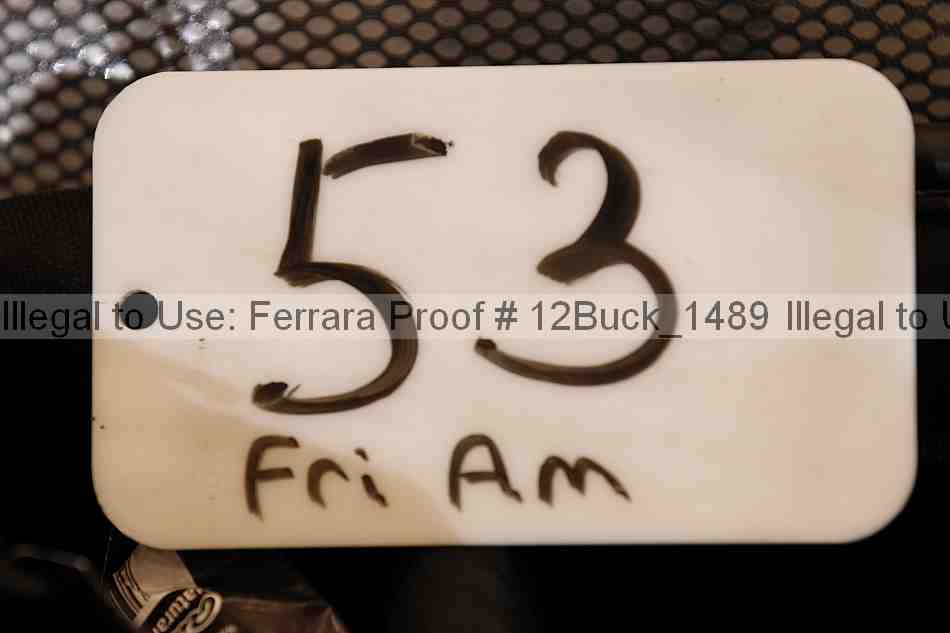 53
Illegal to Use: Ferrara Proof # 12Buck_1489 Illegal to
Fri Am